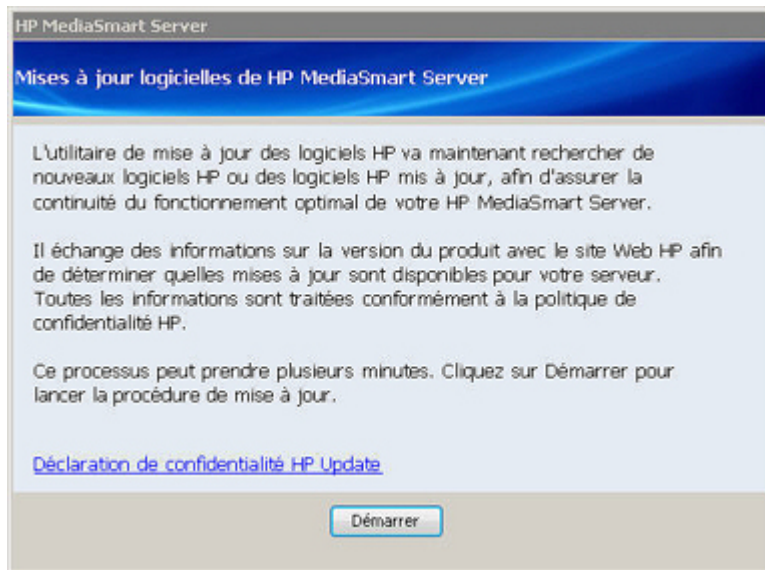 HP MediaSmart Server
Mises à jour logicielles de HP MediaSmart Server
L'utilitaire de mise à jour des logiciels HP va maintenant rechercher de
nouveaux logiciels HP ou des logiciels HP mis à jour, afin d'assurer la
continuité du fonctionnement optimal de votre HP MediaSmart Server.
Il échange des informations sur la version du produit avec le site Web HP afin
de déterminer quelles mises à jour sont disponibles pour votre serveur.
Toutes les informations sont traitées conformément à la politique de
confidentialité HP.
Ce processus peut prendre plusieurs minutes. Cliquez sur Démarrer pour
lancer la procédure de mise à jour.
Déclaration de confidentialité HP Update
Démarrer